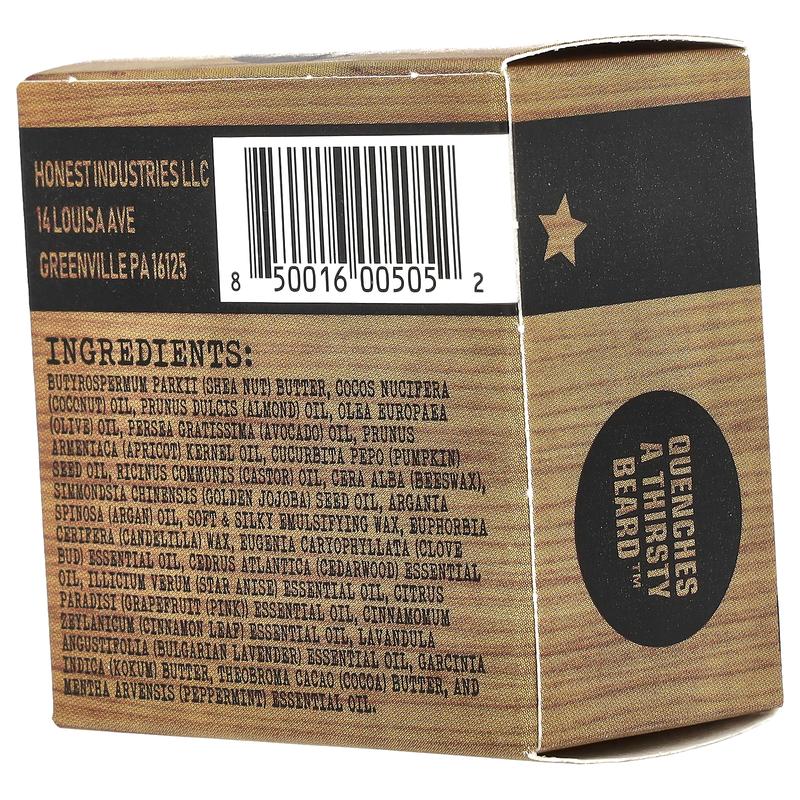 HONEST INDUSTRIES LLC
14 LOUISA AVE
GREENVILLE PA 16125
8 50016 00505 2
INGREDIENTS:
BUTYROSPERMUM PARKII (SHEA NUT) BUTTER, COCOS NUCIFERA
(COCONUT) OIL, PRUNUS DULCIS (ALMOND) OIL, OLEA EUROPAEA
(OLIVE) OIL, PERSEA GRATISSIMA (AVOCADO) OIL, PRUNUS
ARMENIACA (APRICOT) KERNEL OIL, CUCURBITA PEPO (PUMPKIN)
SEED OIL, RICINUS COMMUNIS (CASTOR) OIL, CERA ALBA (BEESWAX),
SIMMONDSIA CHINENSIS (GOLDEN JOJOBA) SEED OIL, ARGANIA
SPINOSA (ARGAN) OIL, SOFT & SILKY EMULSIFYING WAX, EUPHORBIA
CERIFERA (CANDELILLA) WAX, EUGENIA CARYOPHYLLATA (CLOVE
BUD) ESSENTIAL OIL, CEDRUS ATLANTICA (CEDARWOOD) ESSENTIAL
OIL, ILLICIUM VERUM (STAR ANISE) ESSENTIAL OIL, CITRUS
PARADISI (GRAPEFRUIT (PINK)) ESSENTIAL OIL, CINNAMOMUM
ZEYLANICUM (CINNAMON LEAF) ESSENTIAL OIL, LAVANDULA
ANGUSTIFOLIA (BULGARIAN LAVENDER) ESSENTIAL OIL, GARCINIA
INDICA (KOKUM) BUTTER, THEOBROMA CACAO (COCOA) BUTTER, AND
MENTHA ARVENSIS (PEPPERMINT) ESSENTIAL OIL.
QUENCHES
A THIRSTY
BEARD™